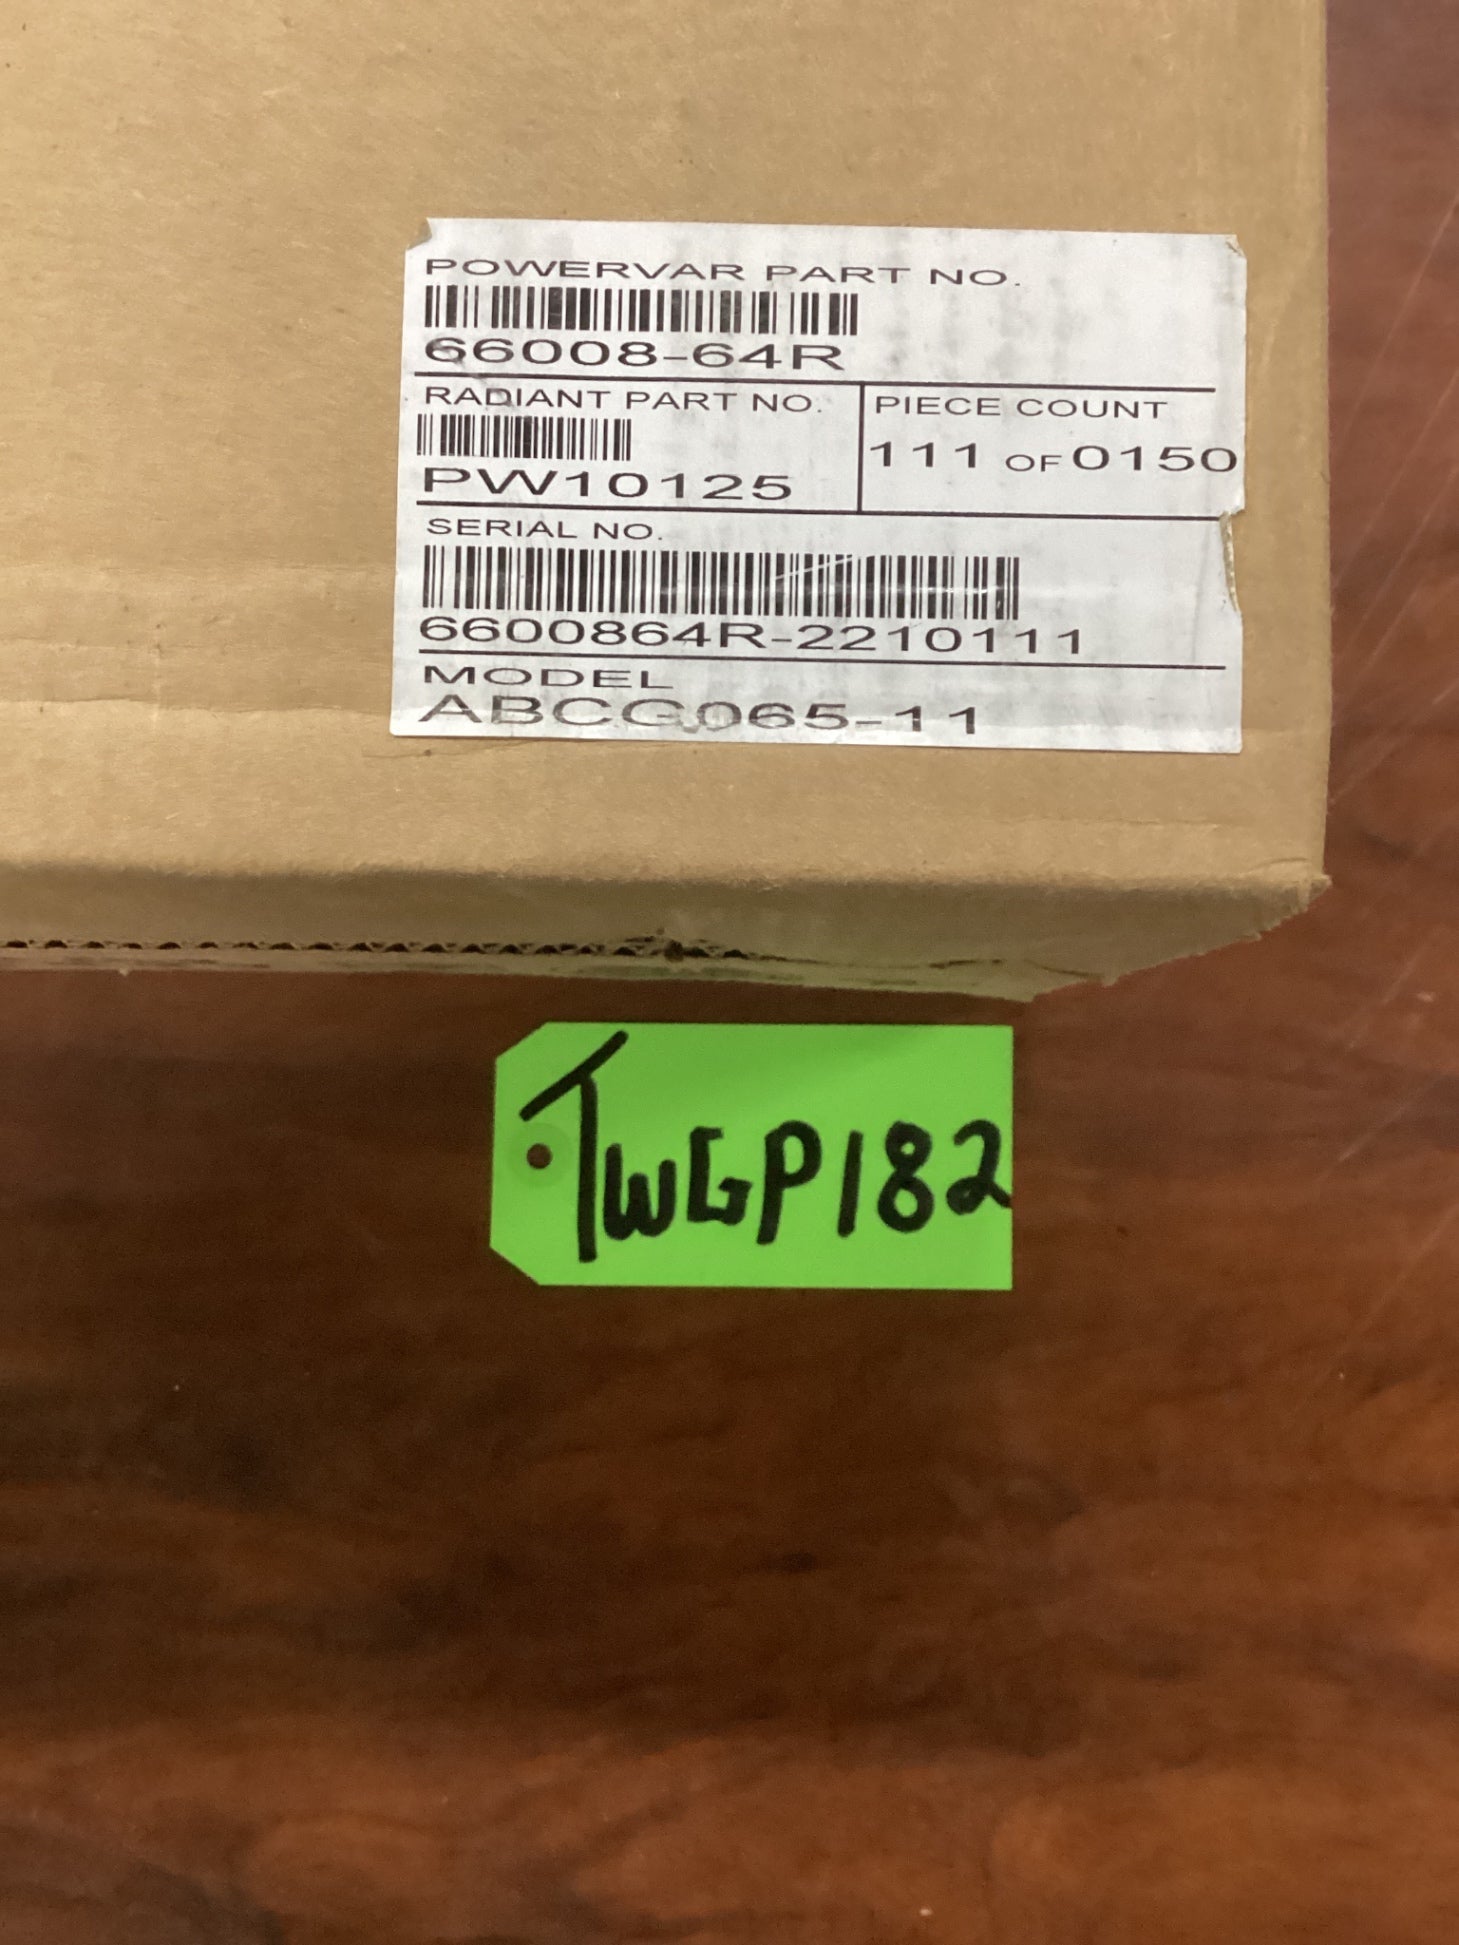 POWERVAR PART NO.
66008-64R
RADIANT PART NO.
PW10125
PIECE COUNT
111 OF 0150
SERIAL NO.
6600864R-2210111
MODEL
ABCG065-11
TWGP182